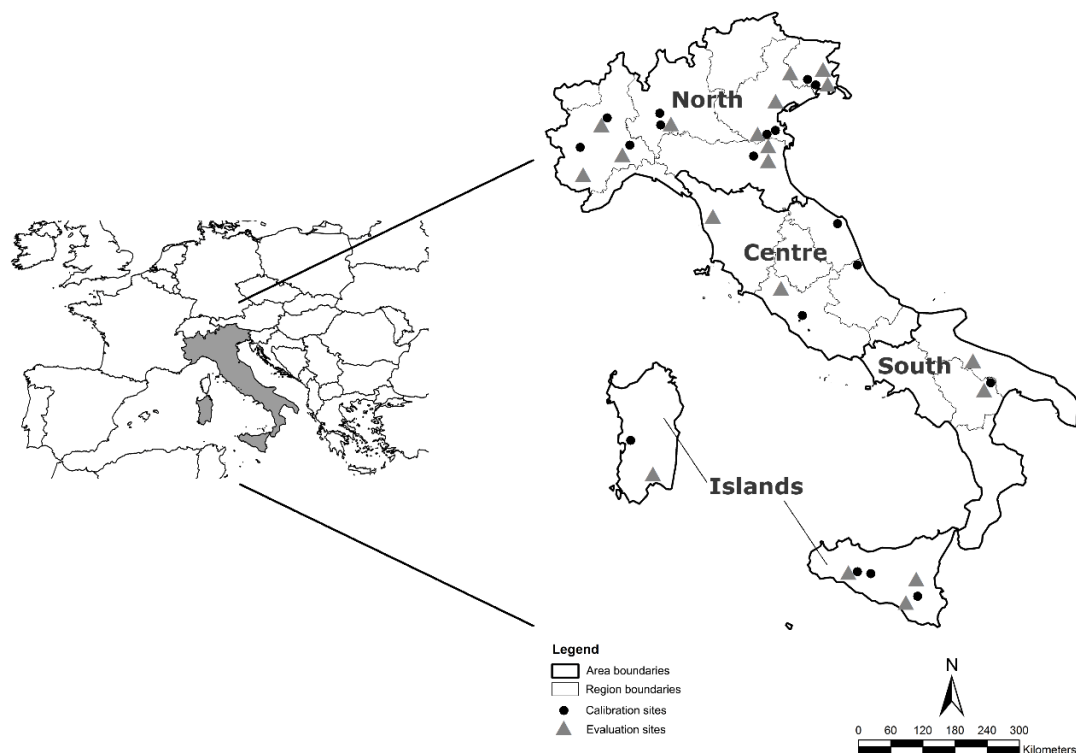 North
Centre
South
Islands
Legend
Area boundaries
Region boundaries
Calibration sites
Evaluation sites
N
0 60 120 180 240 300
Kilometers